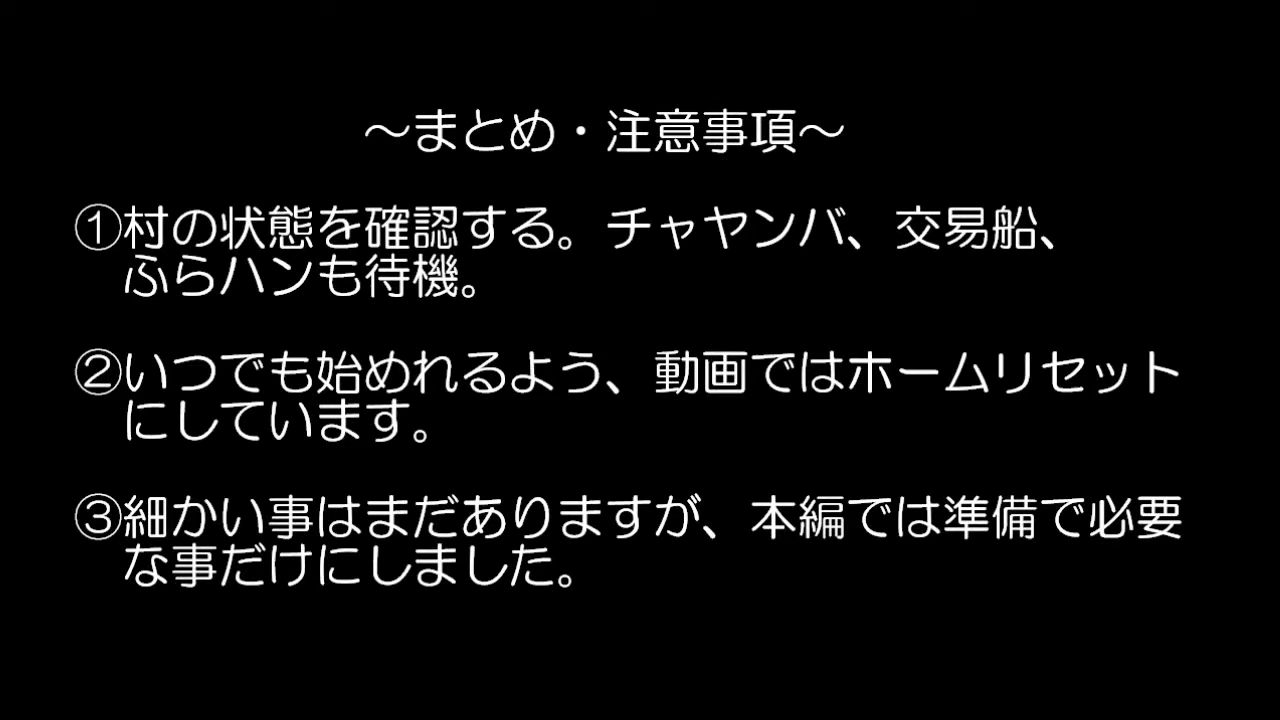 ～まとめ・注意事項～
①村の状態を確認する。チャヤンバ、交易船、
ふらハンも待機。
②いつでも始めれるよう、動画ではホームリセット
にしています。
③細かい事はまだありますが、本編では準備で必要
な事だけにしました。